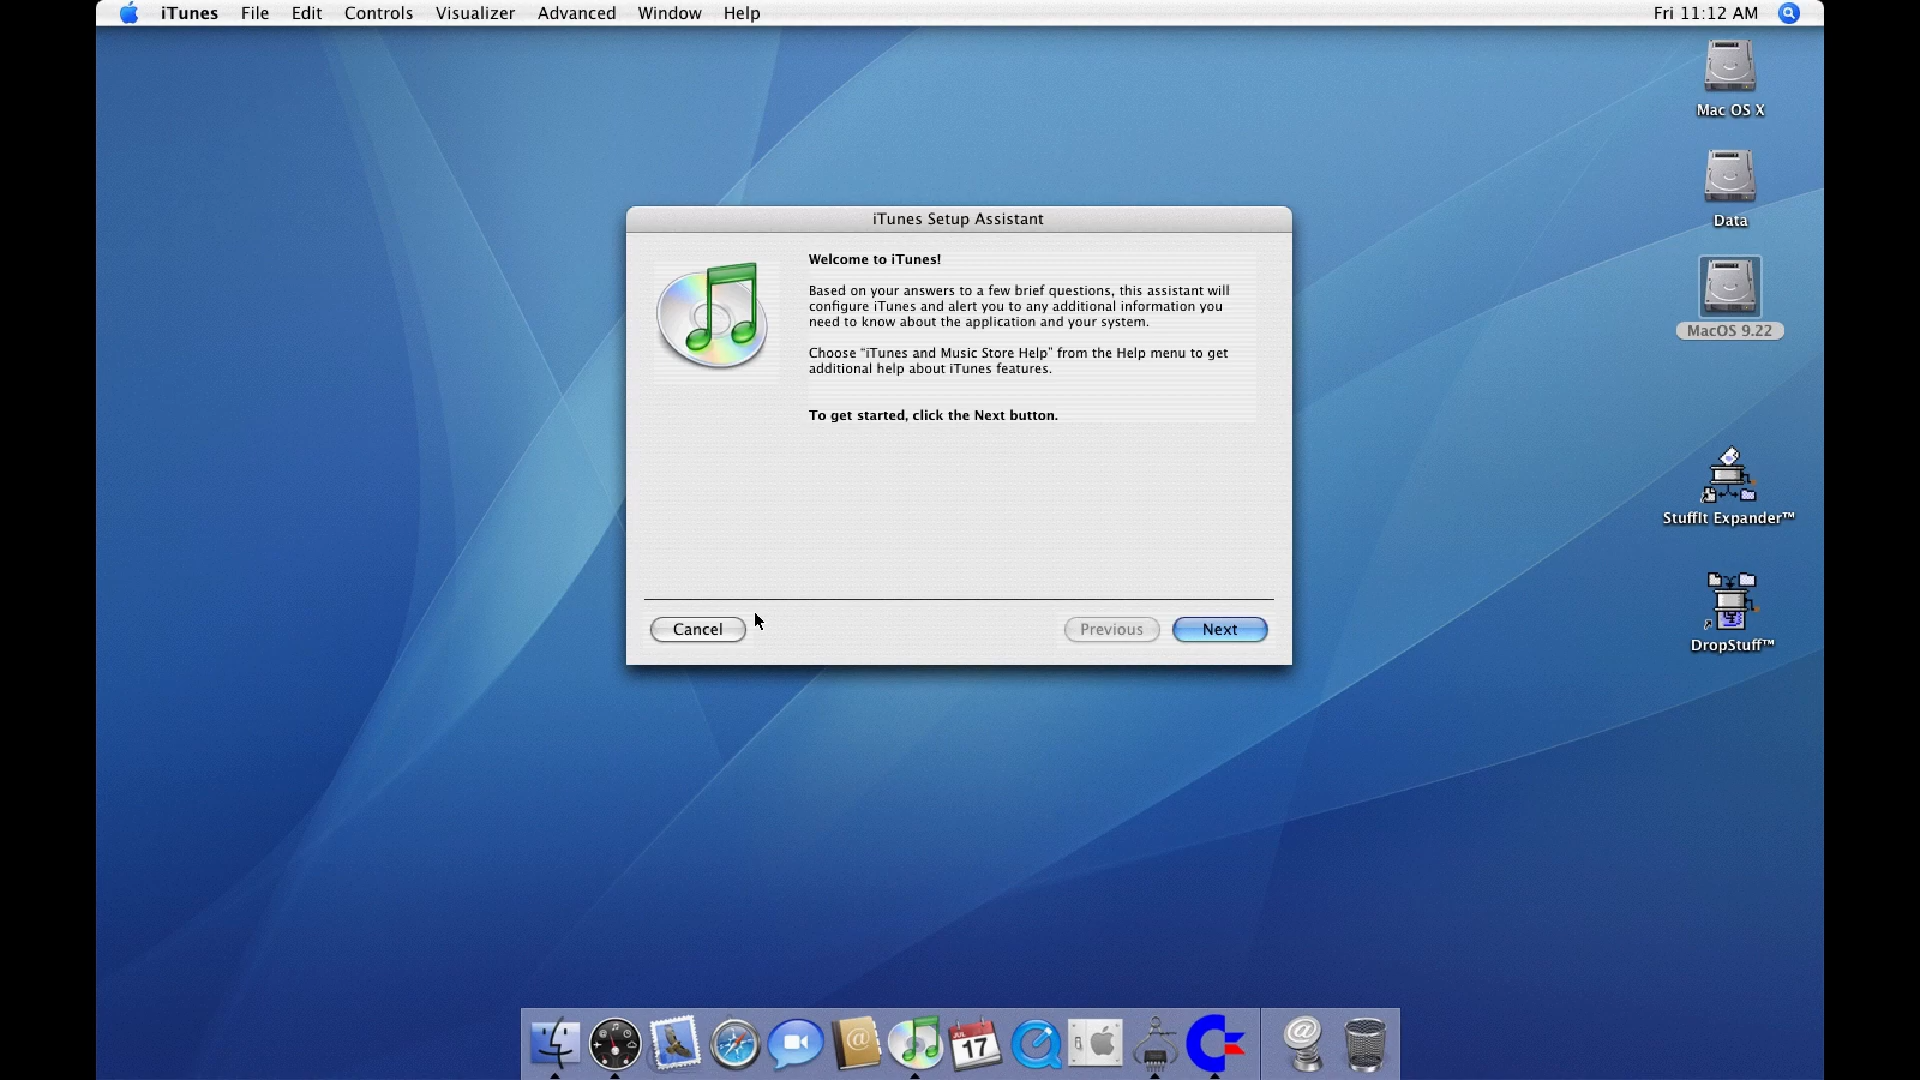 iTunes File Edit Controls Visualizer Advanced Window Help Fri 11:12 AM
Mac OS X
Data
MacOS 9.22
StuffIt Expander™
DropStuff™
iTunes Setup Assistant
Welcome to iTunes!
Based on your answers to a few brief questions, this assistant will
configure iTunes and alert you to any additional information you
need to know about the application and your system.
Choose “iTunes and Music Store Help” from the Help menu to get
additional help about iTunes features.
To get started, click the Next button.
Cancel Previous Next
JUL
17